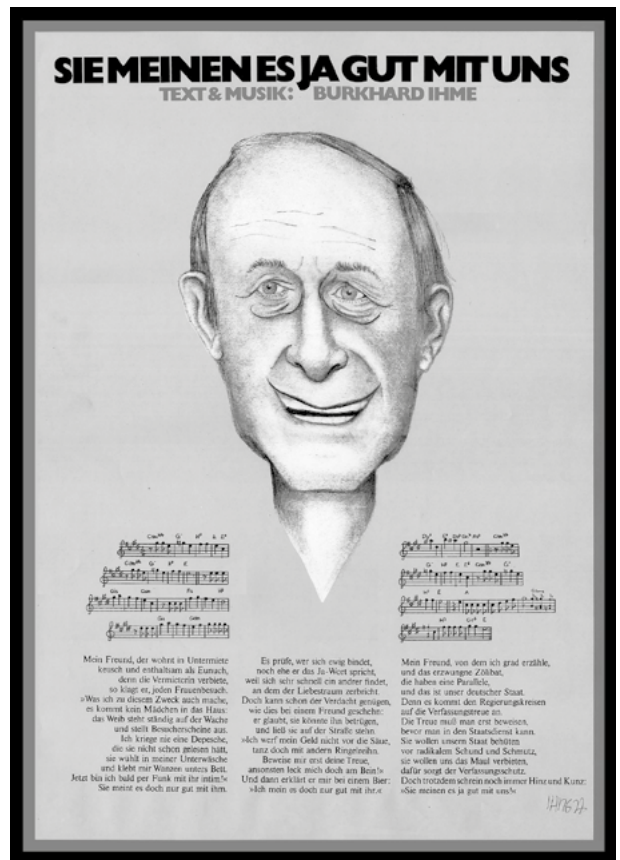 SIE MEINEN ES JA GUT MIT UNS
TEXT & MUSIK: BURKHARD IHME
Mein Freund, der wohnt in Untermiete
keusch und enthaltsam als Eunuch,
denn die Vermieterin verbiete,
so klagt er, jeden Frauenbesuch.
»Was ich zu diesem Zweck auch mache,
es kommt kein Mädchen in das Haus:
das Weib steht ständig auf der Wache
und stellt Besucherscheine aus.
Ich kriege nie eine Depesche,
die sie nicht schon gelesen hätt,
sie wühlt in meiner Unterwäsche
und klebt mir Wanzen unters Bett.
Jetzt bin ich bald per Funk mit ihr intim!«
Sie meint es doch nur gut mit ihm.
Es prüfe, wer sich ewig bindet,
noch ehe er das Ja-Wort spricht,
weil sich sehr schnell ein andrer findet,
an dem der Liebestraum zerbricht.
Doch kann schon der Verdacht genügen,
wie dies bei einem Freund geschehn:
er glaubt, sie könnte ihn betrügen,
und ließ sie auf der Straße stehn.
»Ich werf mein Geld nicht vor die Säue,
tanz doch mit andern Ringelreihn.
Beweise mir erst deine Treue,
ansonsten leck mich doch am Bein!«
Und dann erklärt er mir bei einem Bier:
»Ich mein es doch nur gut mit ihr.«
Mein Freund, von dem ich grad erzähle,
und das erzwungne Zölibat,
die haben eine Parallele,
und das ist unser deutscher Staat.
Denn es kommt den Regierungskreisen
auf die Verfassungstreue an.
Die Treue muß man erst beweisen,
bevor man in den Staatsdienst kann.
Sie wollen unsern Staat behüten
vor radikalem Schund und Schmutz,
sie wollen uns das Maul verbieten,
dafür sorgt der Verfassungsschutz.
Doch trotzdem schrein noch immer Hinz und Kunz:
»Sie meinen es ja gut mit uns!«